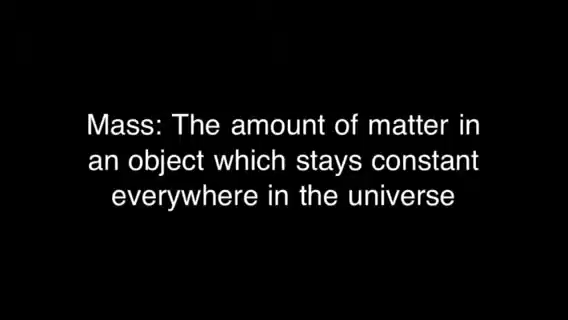 Mass: The amount of matter in
an object which stays constant
everywhere in the universe